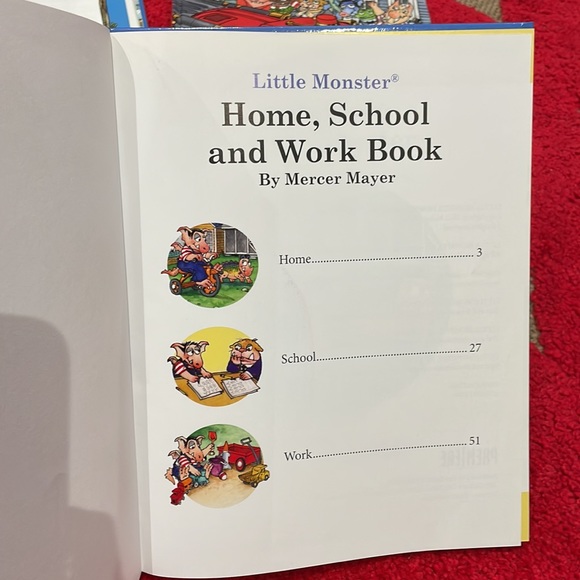 Little Monster®
Home, School
and Work Book
By Mercer Mayer
Home........................................................ 3
School.................................................... 27
Work..................................................... 51